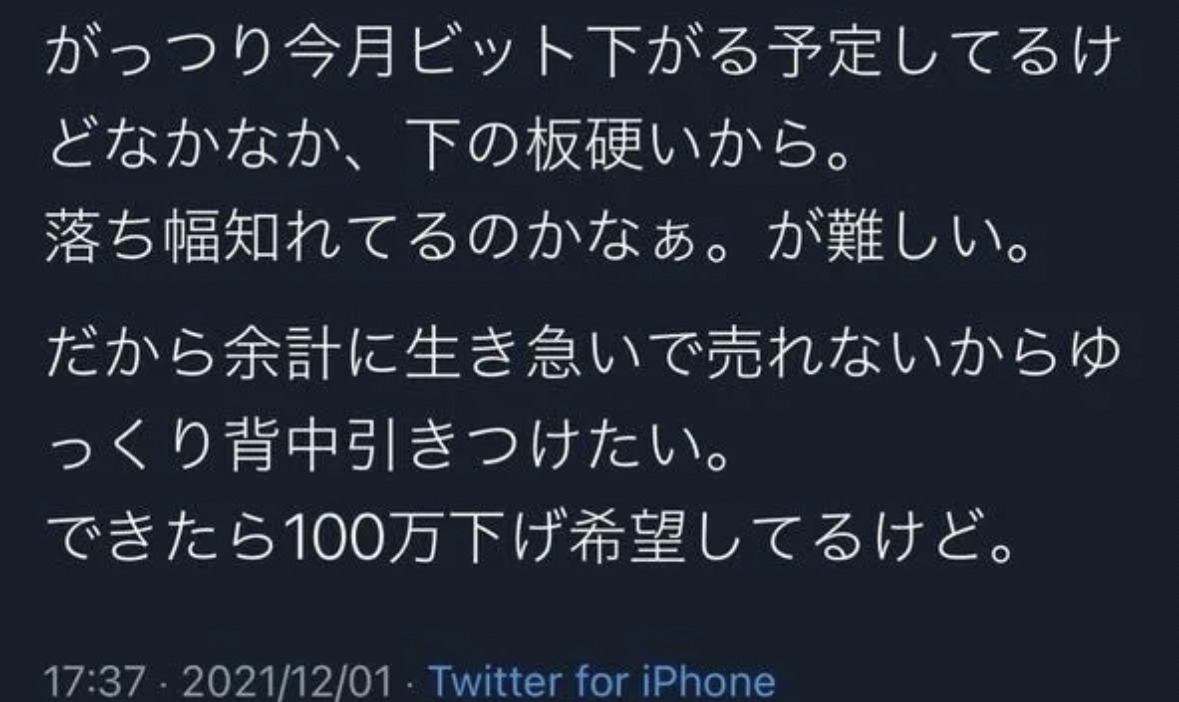 がっつり今月ビット下がる予定してるけ
どなかなか、下の板硬いから。
落ち幅知れてるのかなぁ。が難しい。
だから余計に生き急いで売れないからゆ
っくり背中引きつけたい。
できたら100万下げ希望してるけど。
17:37 · 2021/12/01 · Twitter for iPhone